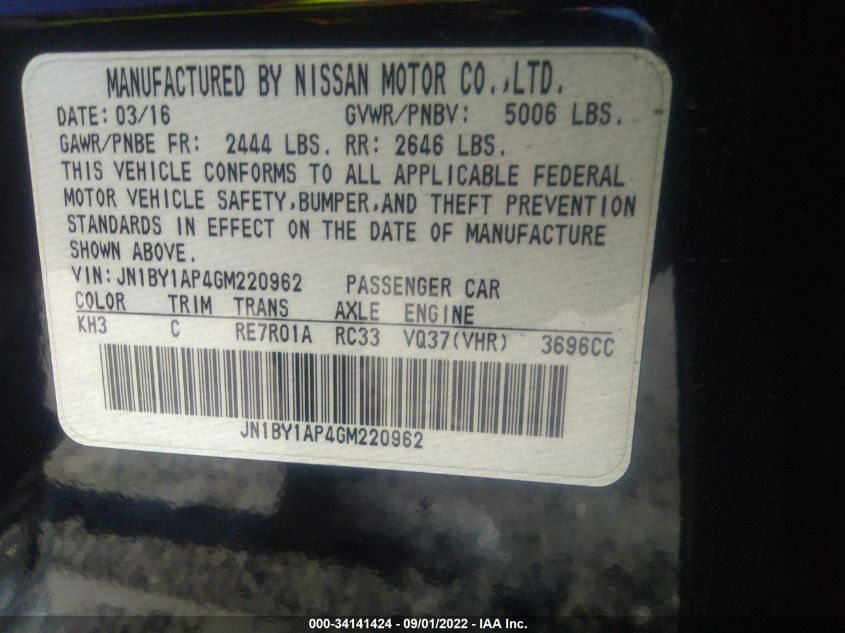 MANUFACTURED BY NISSAN MOTOR CO.,LTD.
DATE: 03/16 GVWR/PNBV: 5006 LBS.
GAWR/PNBE FR: 2444 LBS. RR: 2646 LBS.
THIS VEHICLE CONFORMS TO ALL APPLICABLE FEDERAL
MOTOR VEHICLE SAFETY,BUMPER,AND THEFT PREVENTION
STANDARDS IN EFFECT ON THE DATE OF MANUFACTURE
SHOWN ABOVE.
VIN: JN1BY1AP4GM220962 PASSENGER CAR
COLOR TRIM TRANS AXLE ENGINE
KH3 C RE7R01A RC33 VQ37(VHR) 3696CC
JN1BY1AP4GM220962
000-34141424 - 09/01/2022 - IAA Inc.